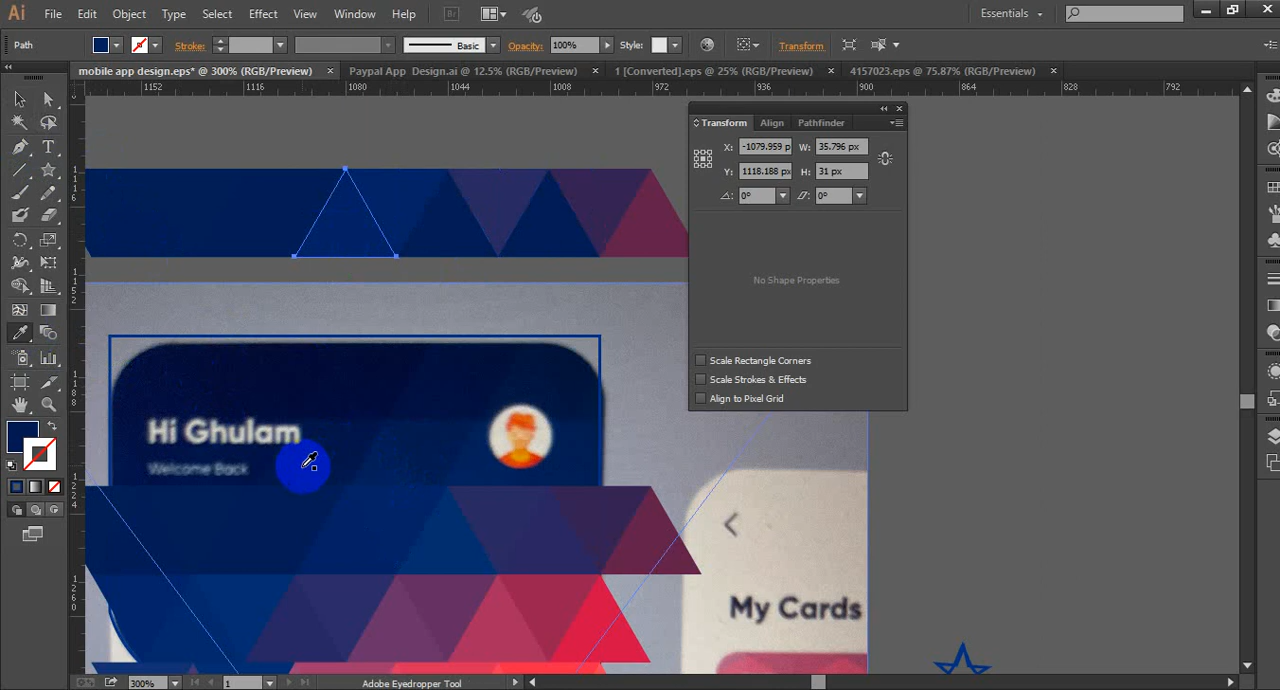 Ai File Edit Object Type Select Effect View Window Help Br Essentials
Path Stroke: Basic Opacity: 100% Style: Transform
mobile app design.eps* @ 300% (RGB/Preview) × Paypal App Design.ai @ 12.5% (RGB/Preview) × 1 [Converted].eps @ 25% (RGB/Preview) × 4157023.eps @ 75.87% (RGB/Preview) ×
1152 1116 1080 1044 1008 972 936 900 864 828 792
Transform Align Pathfinder
X: -1079.959 p W: 35.796 px
Y: 1118.188 px H: 31 px
0° 0°
No Shape Properties
Scale Rectangle Corners
Scale Strokes & Effects
Align to Pixel Grid
Hi Ghulam
Welcome Back
My Cards
300% 1 Adobe Eyedropper Tool